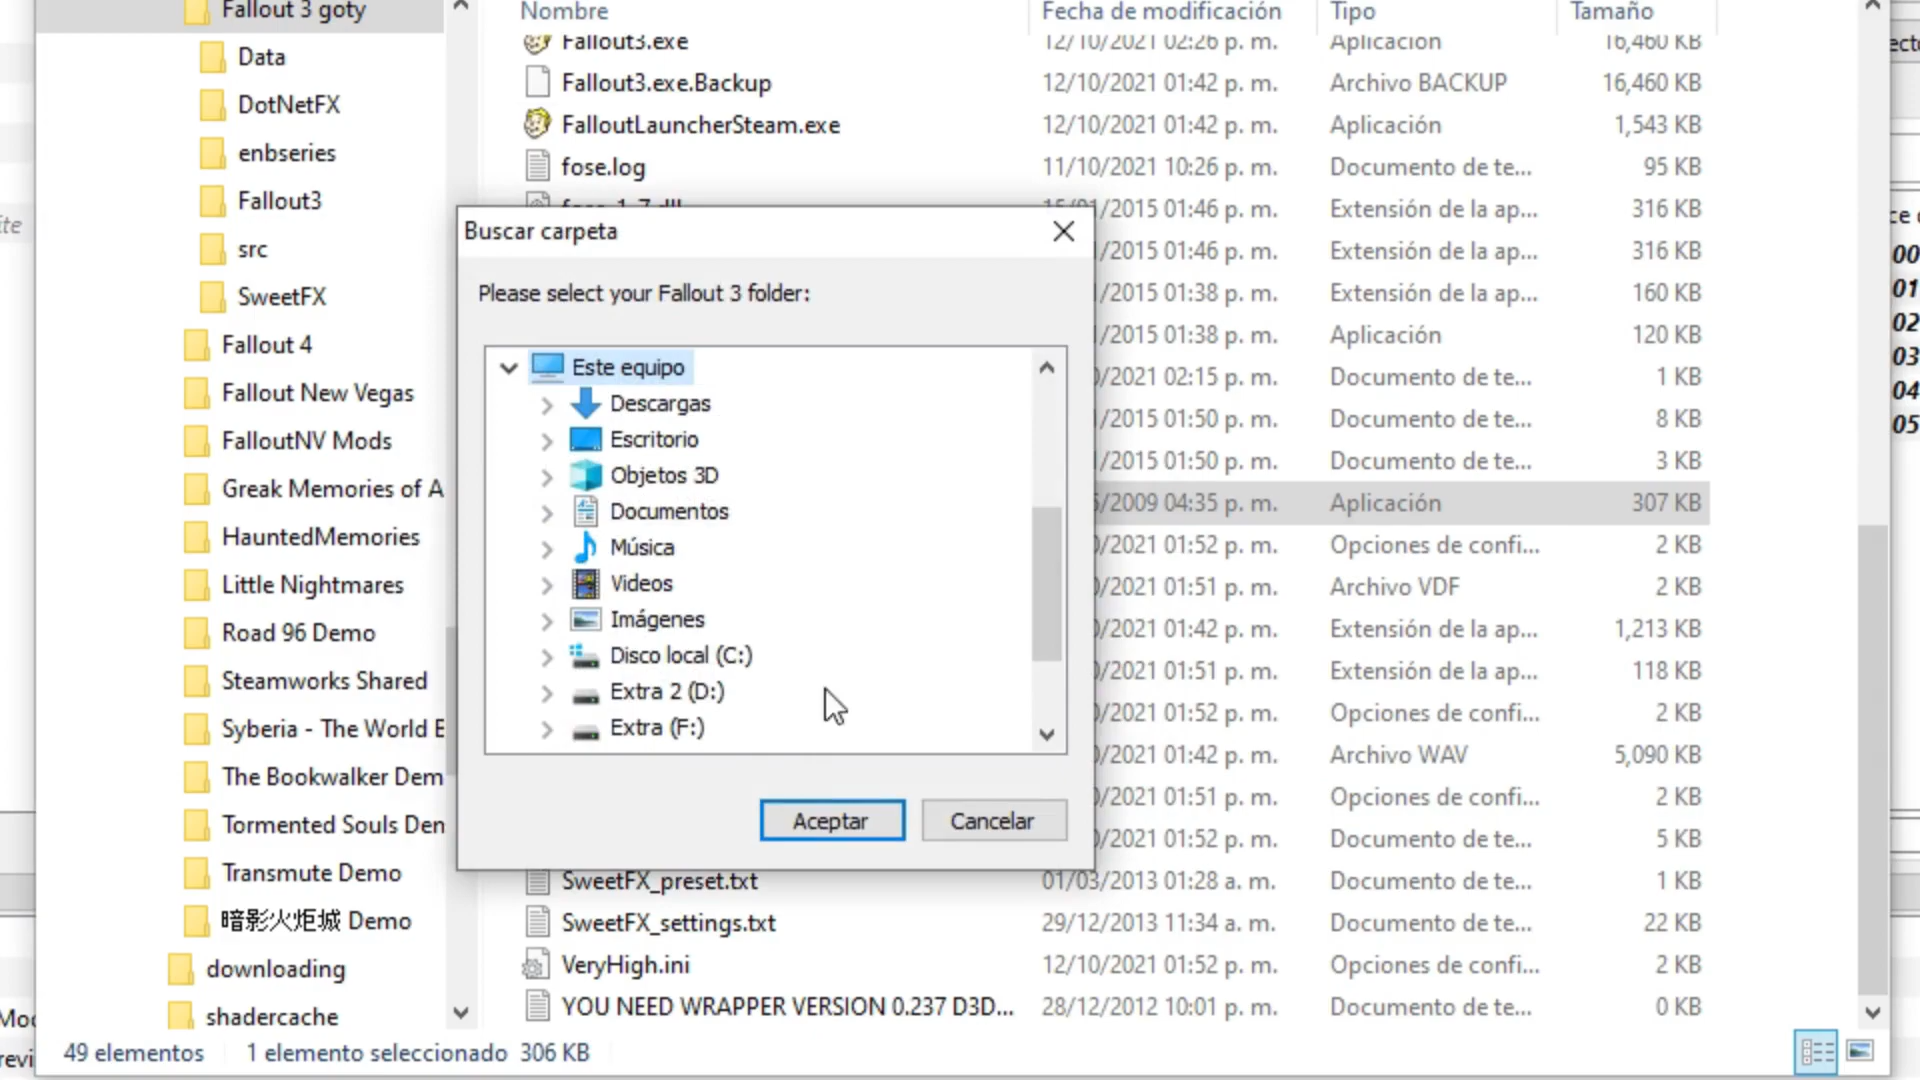 Fallout 3 goty
Data
DotNetFX
enbseries
Fallout3
src
SweetFX
Fallout 4
Fallout New Vegas
FalloutNV Mods
Greak Memories of A
HauntedMemories
Little Nightmares
Road 96 Demo
Steamworks Shared
Syberia - The World B
The Bookwalker Dem
Tormented Souls Den
Transmute Demo
暗影火炬城 Demo
downloading
shadercache
Nombre Fecha de modificación Tipo Tamaño
Fallout3.exe 12/10/2021 02:26 p. m. Aplicación 16,460 KB
Fallout3.exe.Backup 12/10/2021 01:42 p. m. Archivo BACKUP 16,460 KB
FalloutLauncherSteam.exe 12/10/2021 01:42 p. m. Aplicación 1,543 KB
fose.log 11/10/2021 10:26 p. m. Documento de te... 95 KB
/2015 01:46 p. m. Extensión de la ap... 316 KB
/2015 01:46 p. m. Extensión de la ap... 316 KB
/2015 01:38 p. m. Extensión de la ap... 160 KB
/2015 01:38 p. m. Aplicación 120 KB
/2021 02:15 p. m. Documento de te... 1 KB
/2015 01:50 p. m. Documento de te... 8 KB
/2015 01:50 p. m. Documento de te... 3 KB
/2009 04:35 p. m. Aplicación 307 KB
/2021 01:52 p. m. Opciones de confi... 2 KB
/2021 01:51 p. m. Archivo VDF 2 KB
/2021 01:42 p. m. Extensión de la ap... 1,213 KB
/2021 01:51 p. m. Extensión de la ap... 118 KB
/2021 01:52 p. m. Opciones de confi... 2 KB
/2021 01:42 p. m. Archivo WAV 5,090 KB
/2021 01:51 p. m. Opciones de confi... 2 KB
/2021 01:52 p. m. Documento de te... 5 KB
SweetFX_preset.txt 01/03/2013 01:28 a. m. Documento de te... 1 KB
SweetFX_settings.txt 29/12/2013 11:34 a. m. Documento de te... 22 KB
VeryHigh.ini 12/10/2021 01:52 p. m. Opciones de confi... 2 KB
YOU NEED WRAPPER VERSION 0.237 D3D... 28/12/2012 10:01 p. m. Documento de te... 0 KB
Buscar carpeta
Please select your Fallout 3 folder:
Este equipo
Descargas
Escritorio
Objetos 3D
Documentos
Música
Videos
Imágenes
Disco local (C:)
Extra 2 (D:)
Extra (F:)
Aceptar Cancelar
49 elementos 1 elemento seleccionado 306 KB
00
01
02
03
04
05